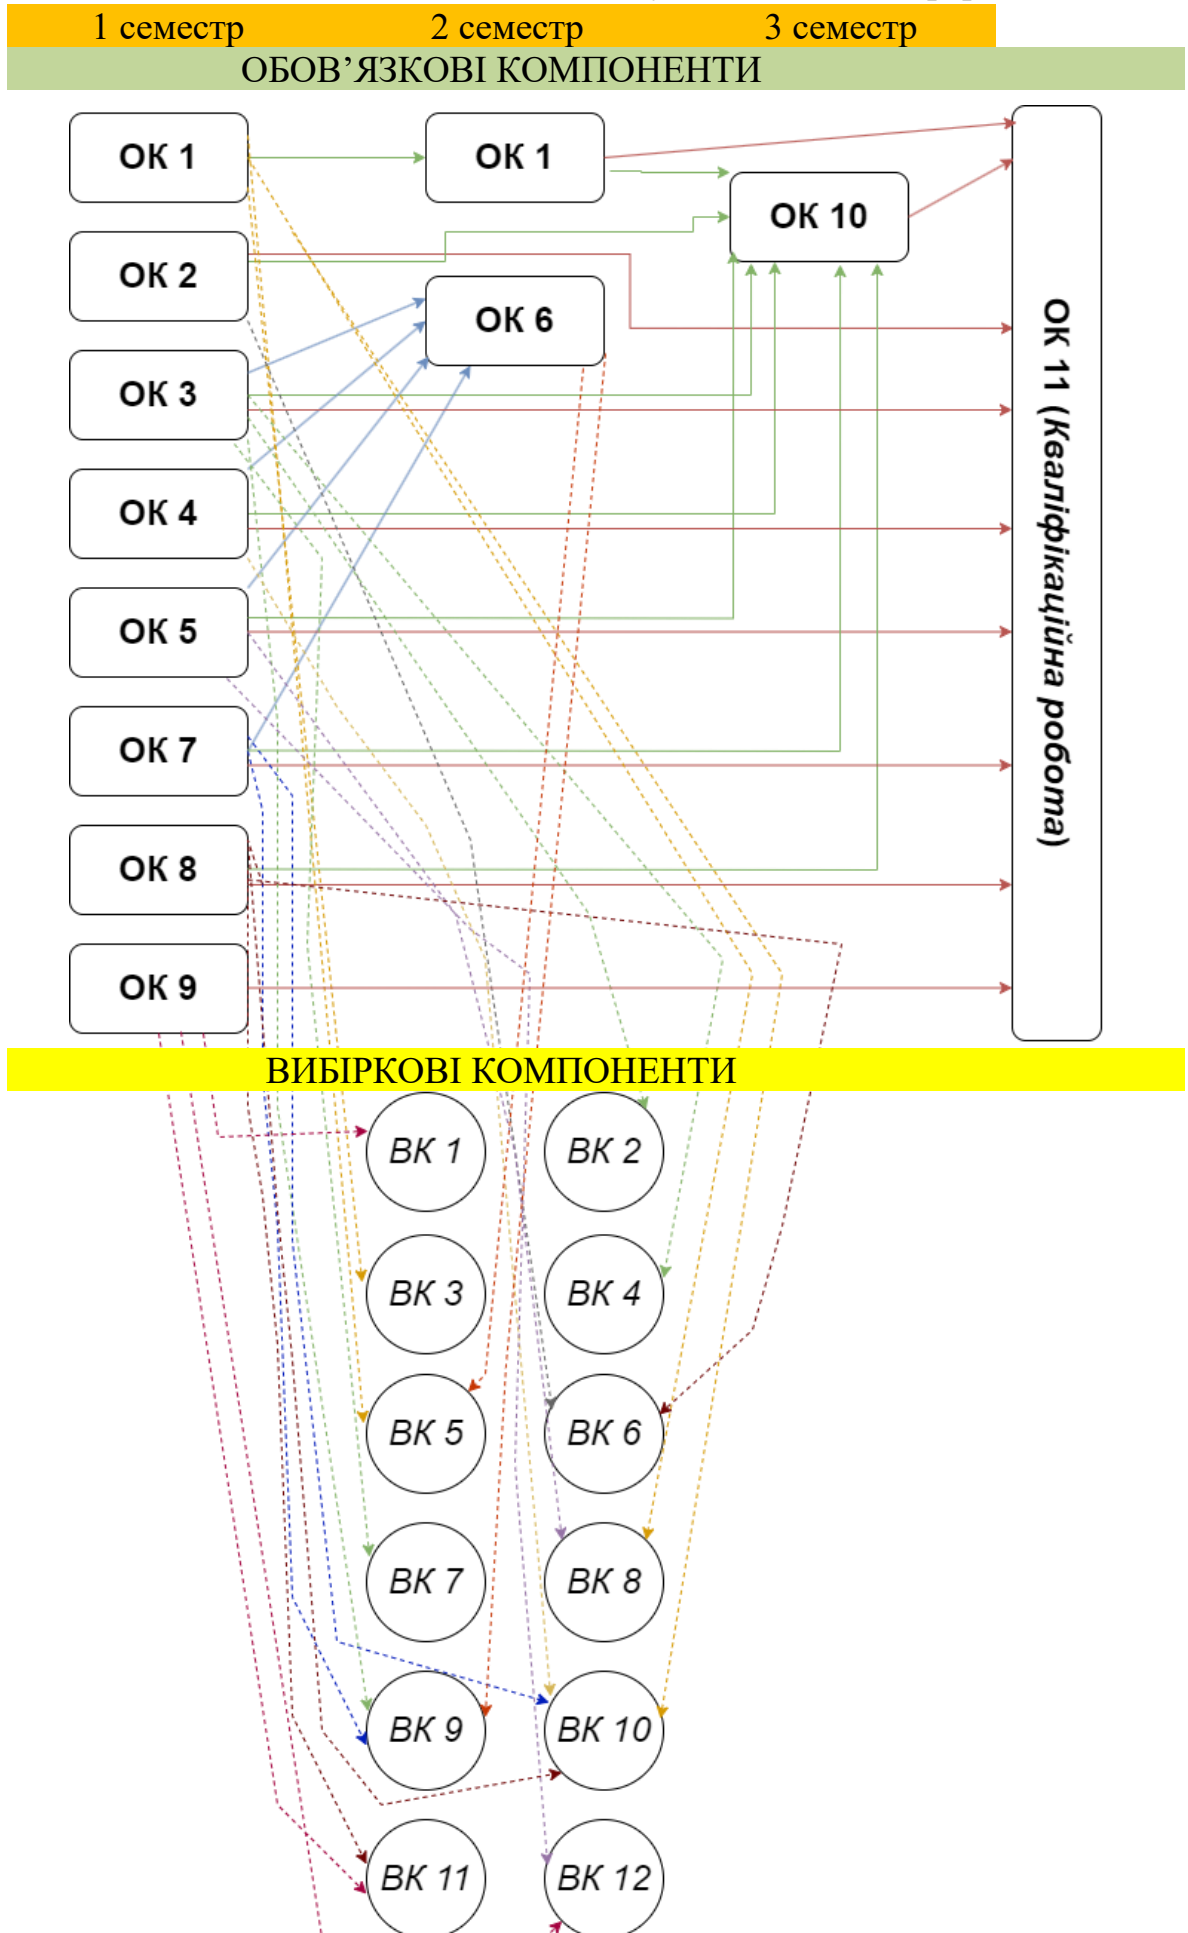 1 семестр 2 семестр 3 семестр
ОБОВ’ЯЗКОВІ КОМПОНЕНТИ
ОК 1 ОК 1
ОК 10
ОК 2
ОК 6
ОК 3
ОК 4
ОК 5
ОК 7
ОК 8
ОК 9
ОК 11 (Кваліфікаційна робота)
ВИБІРКОВІ КОМПОНЕНТИ
ВК 1 ВК 2
ВК 3 ВК 4
ВК 5 ВК 6
ВК 7 ВК 8
ВК 9 ВК 10
ВК 11 ВК 12